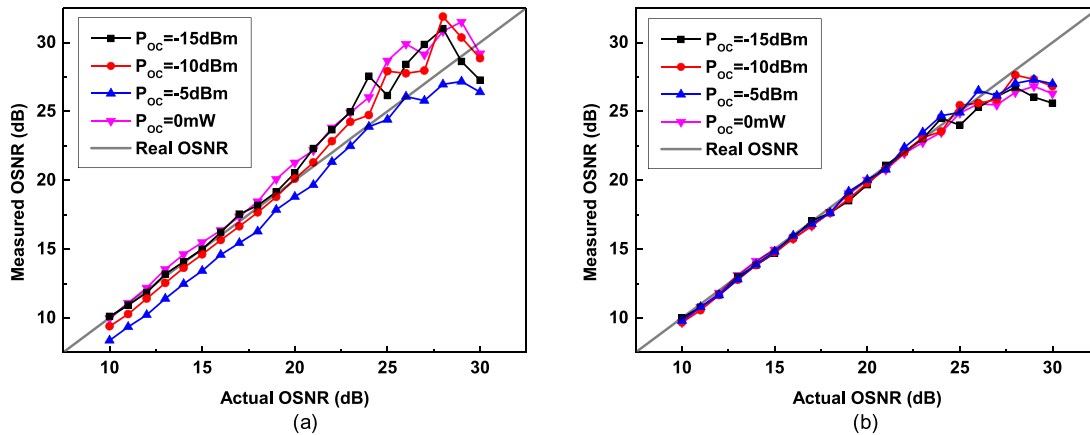 P_OC=-15dBm
P_OC=-10dBm
P_OC=-5dBm
P_OC=0mW
Real OSNR
Measured OSNR (dB)
30
25
20
15
10
10 15 20 25 30
Actual OSNR (dB)
(a)
P_OC=-15dBm
P_OC=-10dBm
P_OC=-5dBm
P_OC=0mW
Real OSNR
Measured OSNR (dB)
30
25
20
15
10
10 15 20 25 30
Actual OSNR (dB)
(b)